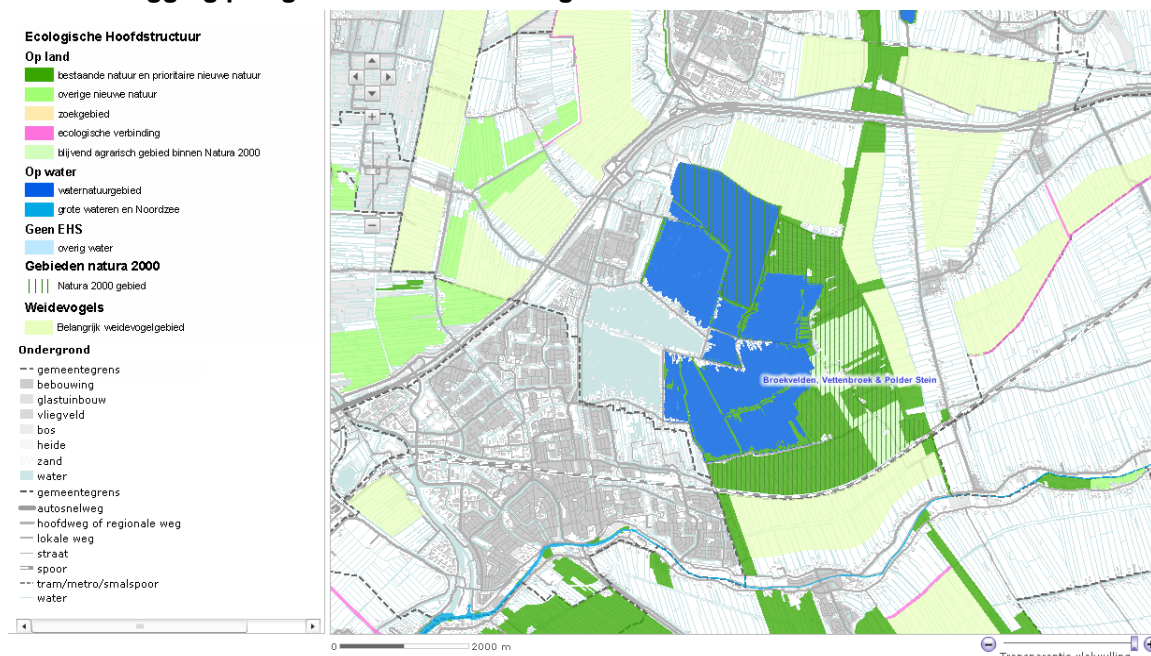 Ecologische Hoofdstructuur
Op land
bestaande natuur en prioritaire nieuwe natuur
overige nieuwe natuur
zoekgebied
ecologische verbinding
blijvend agrarisch gebied binnen Natura 2000
Op water
waternatuurgebied
grote wateren en Noordzee
Geen EHS
overig water
Gebieden natura 2000
Natura 2000 gebied
Weidevogels
Belangrijk weidevogelgebied
Ondergrond
gemeentegrens
bebouwing
glastuinbouw
vliegveld
bos
heide
zand
water
gemeentegrens
autosnelweg
hoofdweg of regionale weg
lokale weg
straat
spoor
tram/metro/smalspoor
water
Broekvelden, Vettenbroek & Polder Stein
0 2000 m